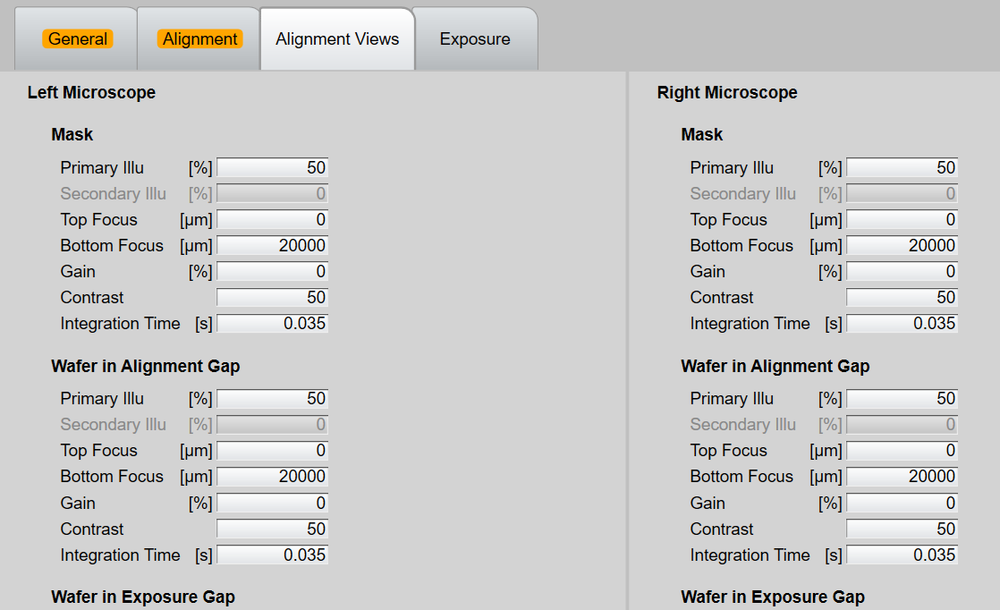 General Alignment Alignment Views Exposure
Left Microscope
Mask
Primary Illu [%] 50
Secondary Illu [%] 0
Top Focus [µm] 0
Bottom Focus [µm] 20000
Gain [%] 0
Contrast 50
Integration Time [s] 0.035
Wafer in Alignment Gap
Primary Illu [%] 50
Secondary Illu [%] 0
Top Focus [µm] 0
Bottom Focus [µm] 20000
Gain [%] 0
Contrast 50
Integration Time [s] 0.035
Wafer in Exposure Gap
Right Microscope
Mask
Primary Illu [%] 50
Secondary Illu [%] 0
Top Focus [µm] 0
Bottom Focus [µm] 20000
Gain [%] 0
Contrast 50
Integration Time [s] 0.035
Wafer in Alignment Gap
Primary Illu [%] 50
Secondary Illu [%] 0
Top Focus [µm] 0
Bottom Focus [µm] 20000
Gain [%] 0
Contrast 50
Integration Time [s] 0.035
Wafer in Exposure Gap